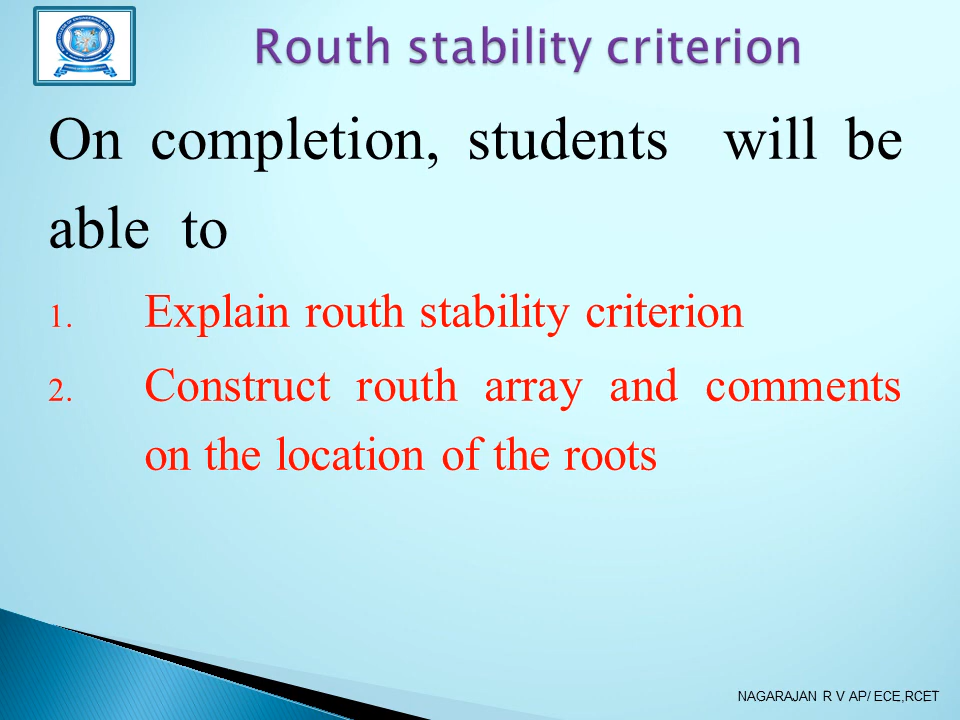 Routh stability criterion
On completion, students will be
able to
1. Explain routh stability criterion
2. Construct routh array and comments
on the location of the roots
NAGARAJAN R V AP/ ECE,RCET